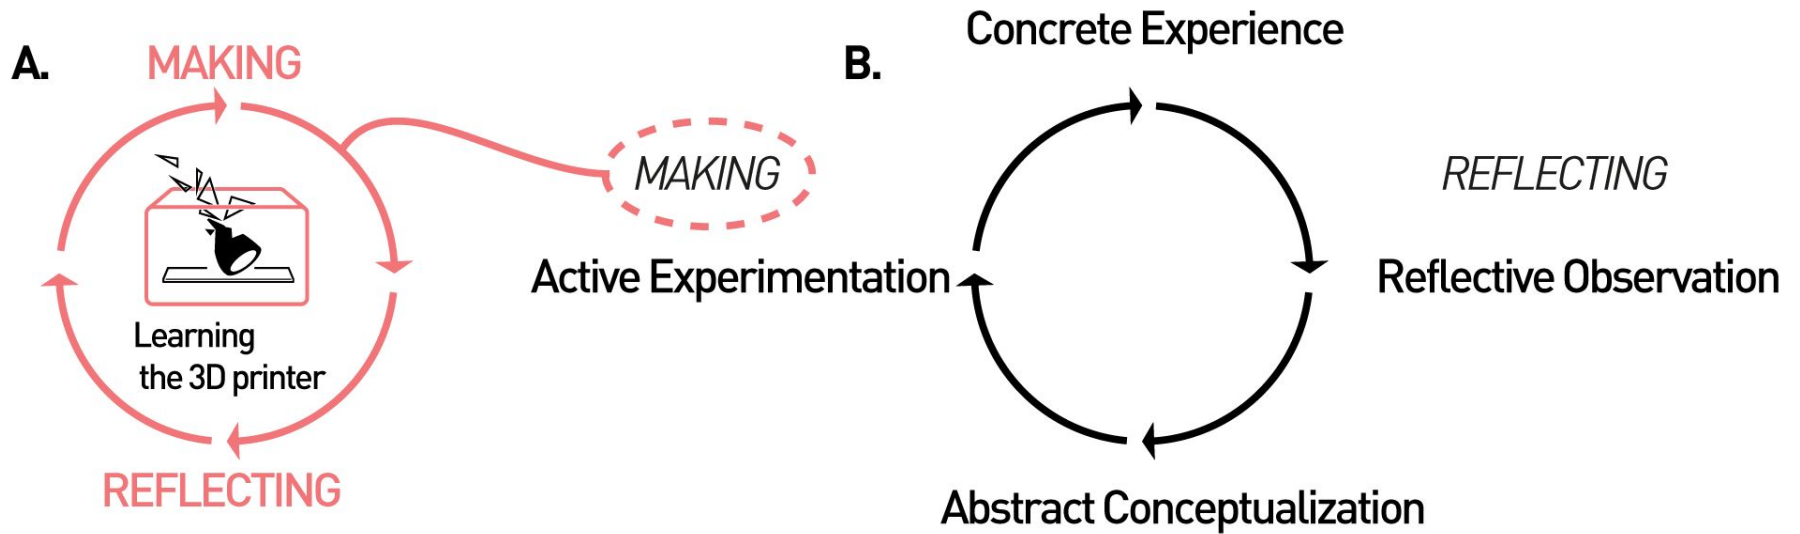 A.
MAKING
Learning
the 3D printer
REFLECTING
MAKING
B.
Concrete Experience
REFLECTING
Active Experimentation
Reflective Observation
Abstract Conceptualization